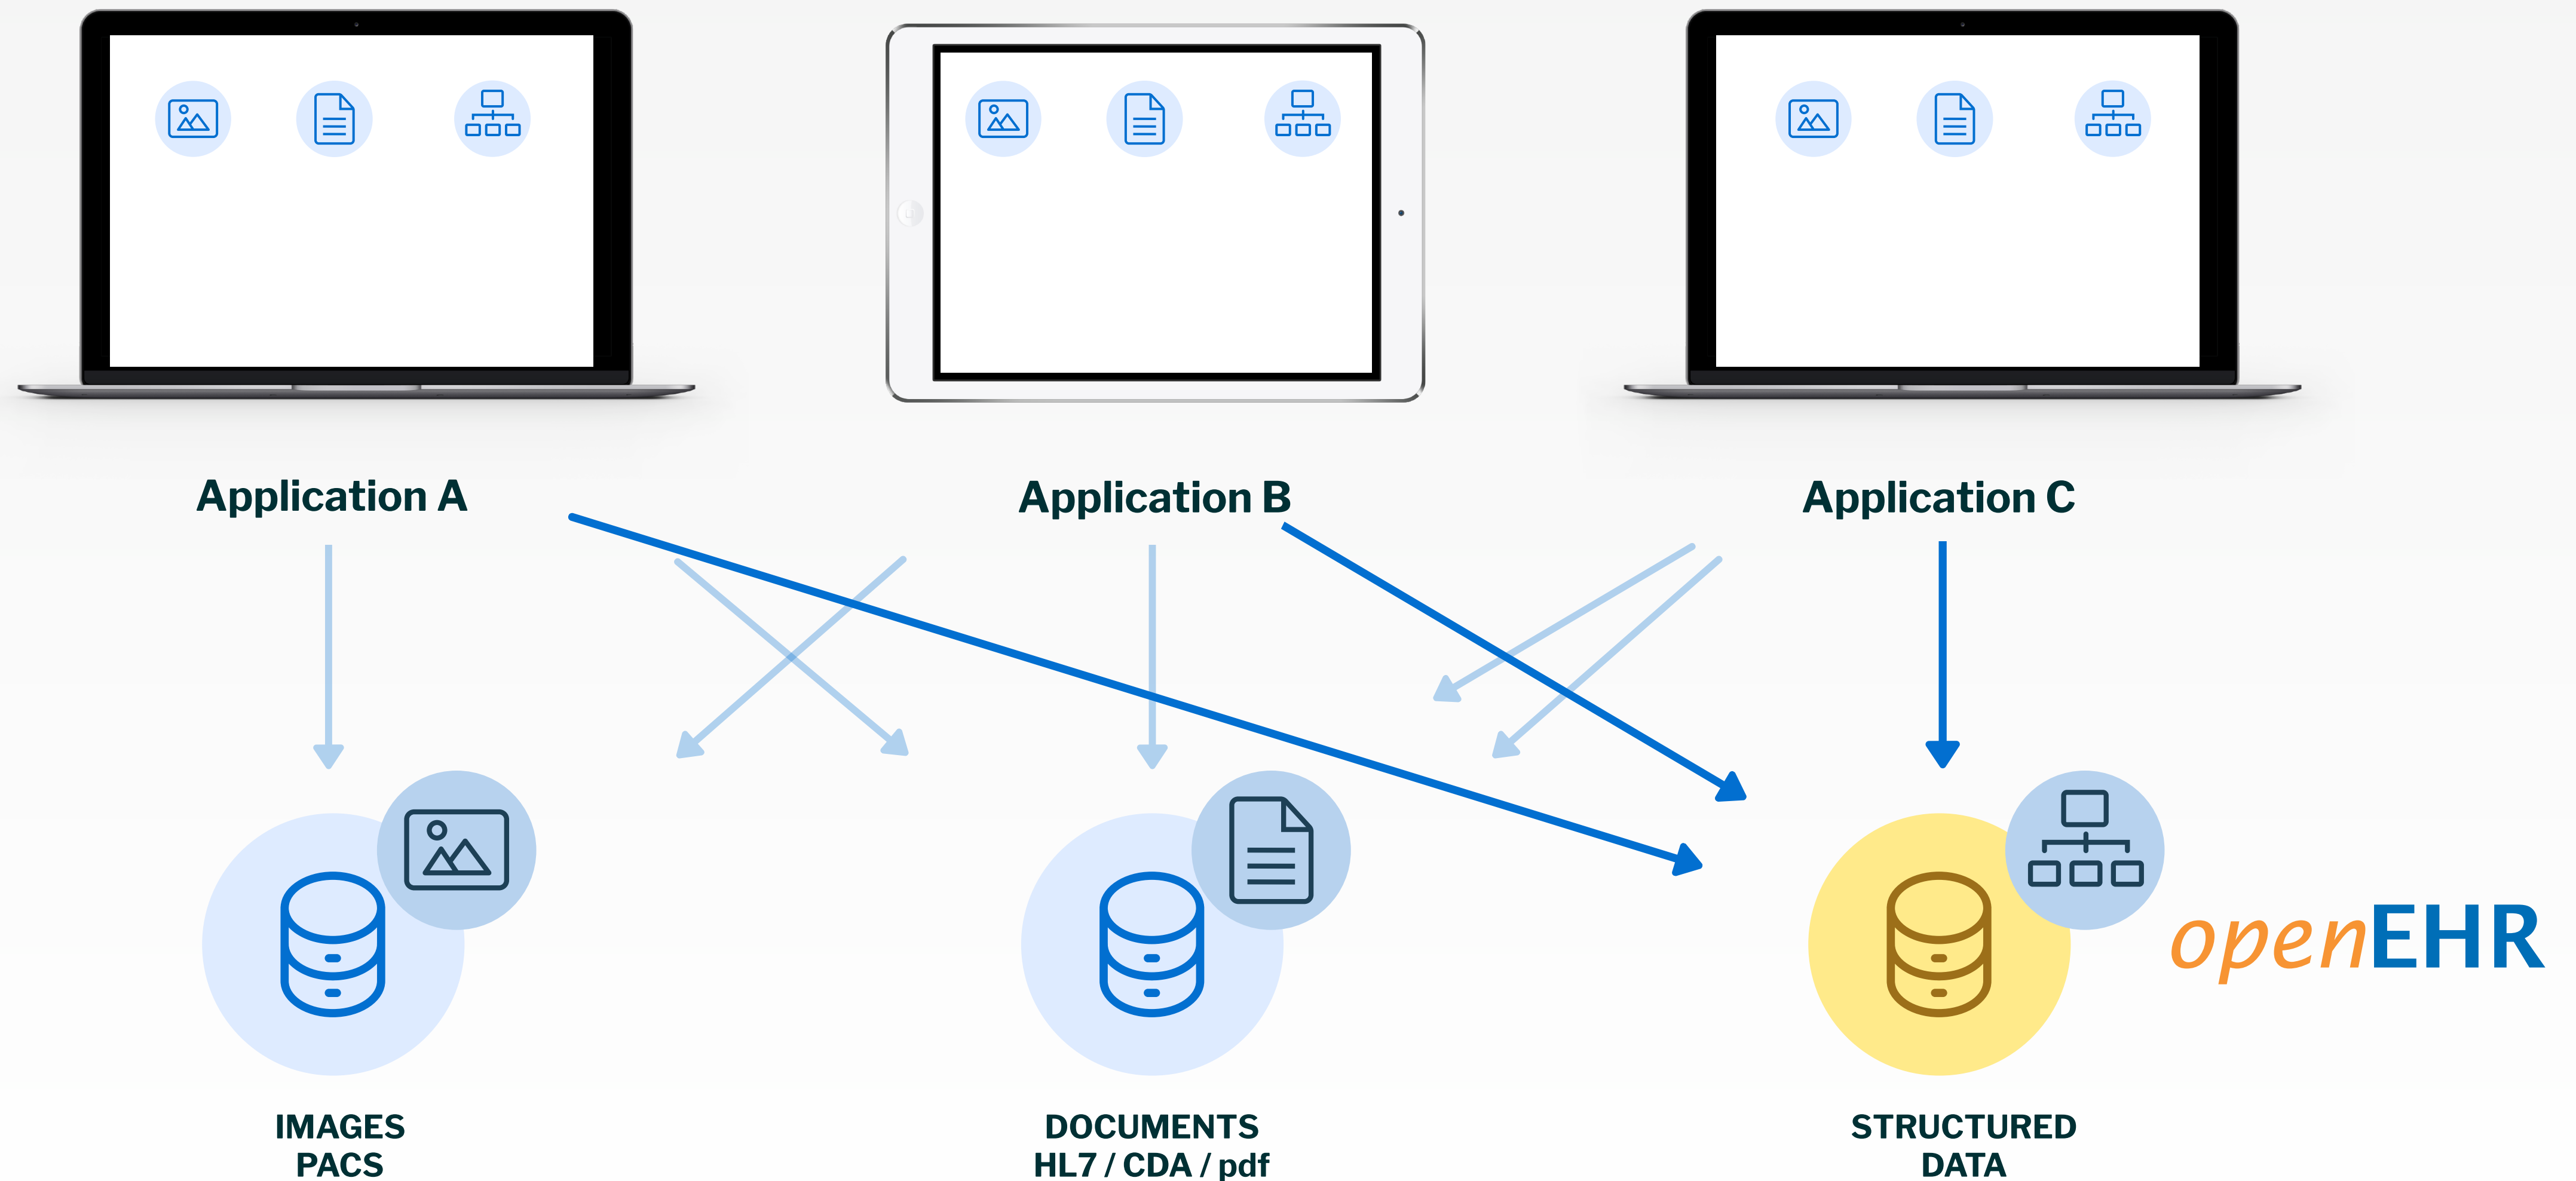 Application A
Application B
Application C
openEHR
IMAGES
PACS
DOCUMENTS
HL7 / CDA / pdf
STRUCTURED
DATA